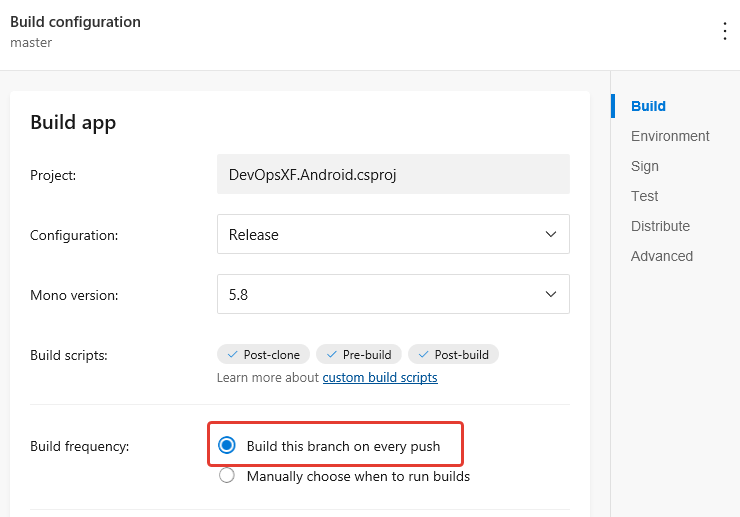 Build configuration
master
Build app
Project: DevOpsXF.Android.csproj
Configuration: Release
Mono version: 5.8
Build scripts: Post-clone Pre-build Post-build
Learn more about custom build scripts
Build frequency: Build this branch on every push
Manually choose when to run builds
Build
Environment
Sign
Test
Distribute
Advanced